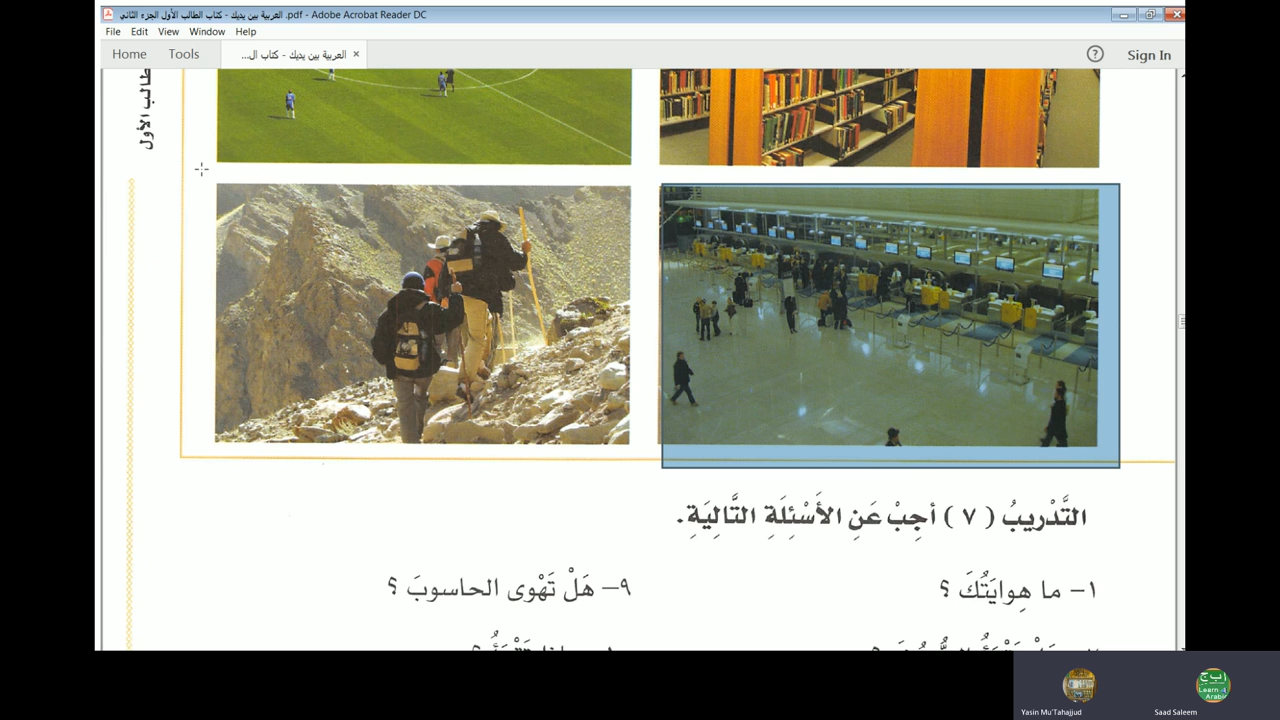 العربية بين يديك - كتاب الطالب الأول الجزء الثاني .pdf - Adobe Acrobat Reader DC
File Edit View Window Help
Home Tools العربية بين يديك - كتاب ال... × ? Sign In
طالب الأول
التَّدْريبُ ( ٧ ) أجِبْ عَنِ الأَسْئِلَةِ التَّالِيَةِ.
١- ما هِوايَتُكَ ؟
٩- هَلْ تَهْوى الحاسوبَ ؟
Yasin Mu'Tahajjud
Saad Saleem
ا ب ج
Learn
Arabic